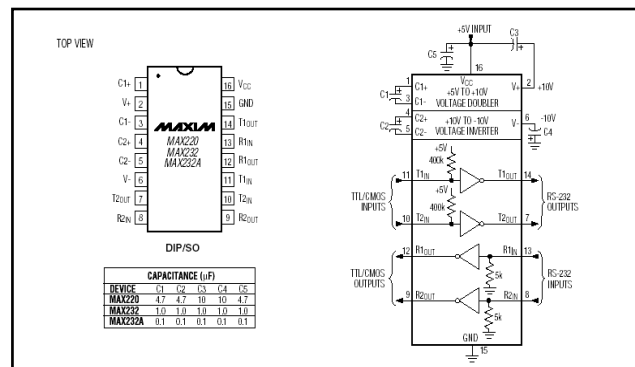 TOP VIEW
C1+ 1
V+ 2
C1- 3
C2+ 4
C2- 5
V- 6
T2OUT 7
R2IN 8
MAXIM
MAX220
MAX232
MAX232A
16 VCC
15 GND
14 T1OUT
13 R1IN
12 R1OUT
11 T1IN
10 T2IN
9 R2OUT
DIP/SO
CAPACITANCE (µF)
DEVICE C1 C2 C3 C4 C5
MAX220 4.7 4.7 10 10 4.7
MAX232 1.0 1.0 1.0 1.0 1.0
MAX232A 0.1 0.1 0.1 0.1 0.1
+5V INPUT C3
C5
16
VCC
1 C1+
C1
3 C1-
+5V TO +10V
VOLTAGE DOUBLER
V+ 2
+10V
4 C2+
C2
5 C2-
+10V TO -10V
VOLTAGE INVERTER
V- 6
-10V
C4
+5V
400k
TTL/CMOS
INPUTS
11 T1IN
T1OUT 14
+5V
400k
10 T2IN
T2OUT 7
RS-232
OUTPUTS
TTL/CMOS
OUTPUTS
12 R1OUT
R1IN 13
5k
9 R2OUT
R2IN 8
5k
RS-232
INPUTS
GND
15